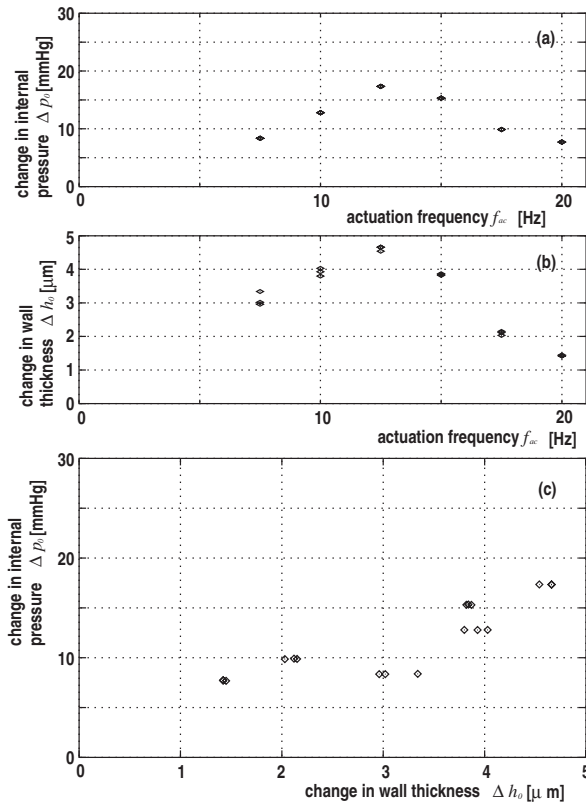 30
(a)
20
10
0
0
10
20
change in internal
pressure Δ p₀ [mmHg]
actuation frequency f_ac [Hz]
5
(b)
4
3
2
1
0
0
10
20
change in wall
thickness Δ h₀ [μm]
actuation frequency f_ac [Hz]
30
(c)
20
10
0
0
1
2
3
4
5
change in internal
pressure Δ p₀ [mmHg]
change in wall thickness Δ h₀ [μ m]